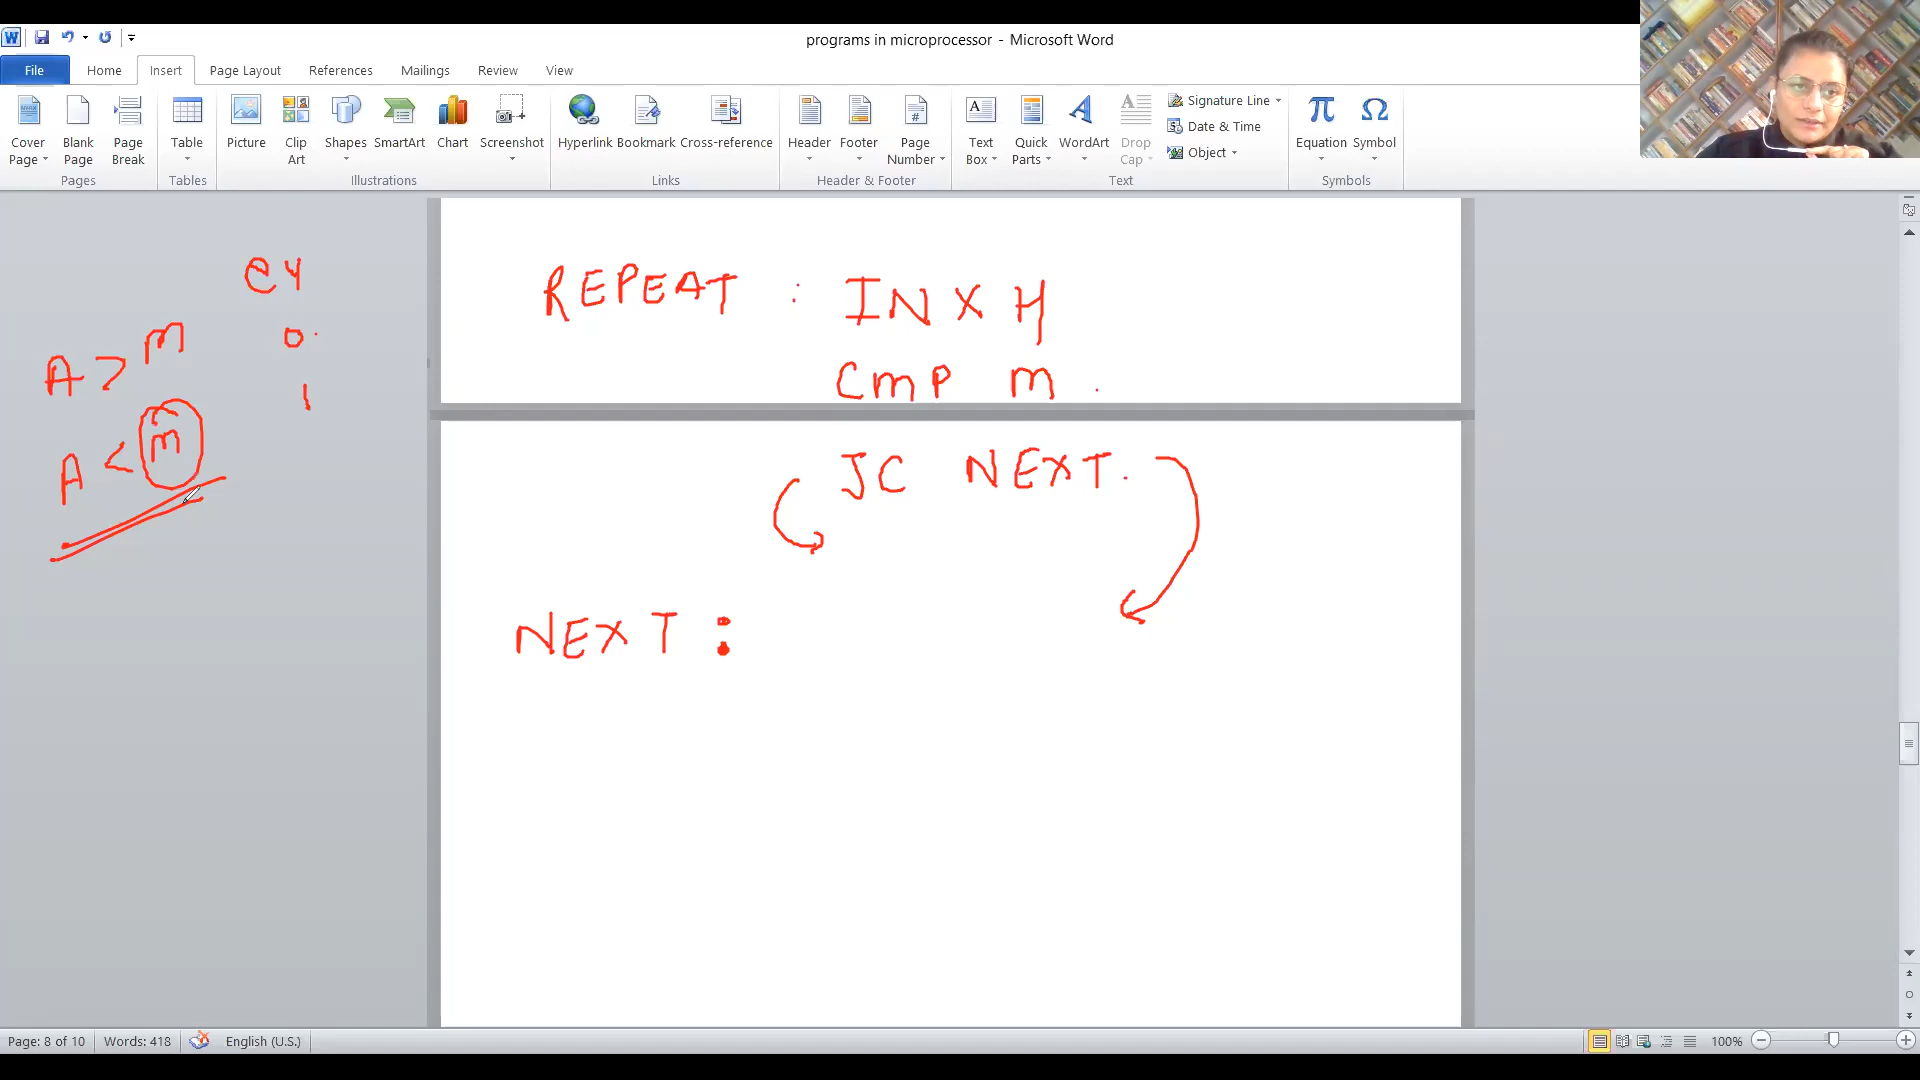 programs in microprocessor - Microsoft Word
File Home Insert Page Layout References Mailings Review View
Cover Page Blank Page Page Break Table Picture Clip Art Shapes SmartArt Chart Screenshot Hyperlink Bookmark Cross-reference Header Footer Page Number Text Box Quick Parts WordArt Drop Cap Signature Line Date & Time Object Equation Symbol
Pages Tables Illustrations Links Header & Footer Text Symbols
CY
A > M 0
A < M 1
REPEAT : INX H
CMP M .
JC NEXT .
NEXT :
Page: 8 of 10 Words: 418 English (U.S.) 100%